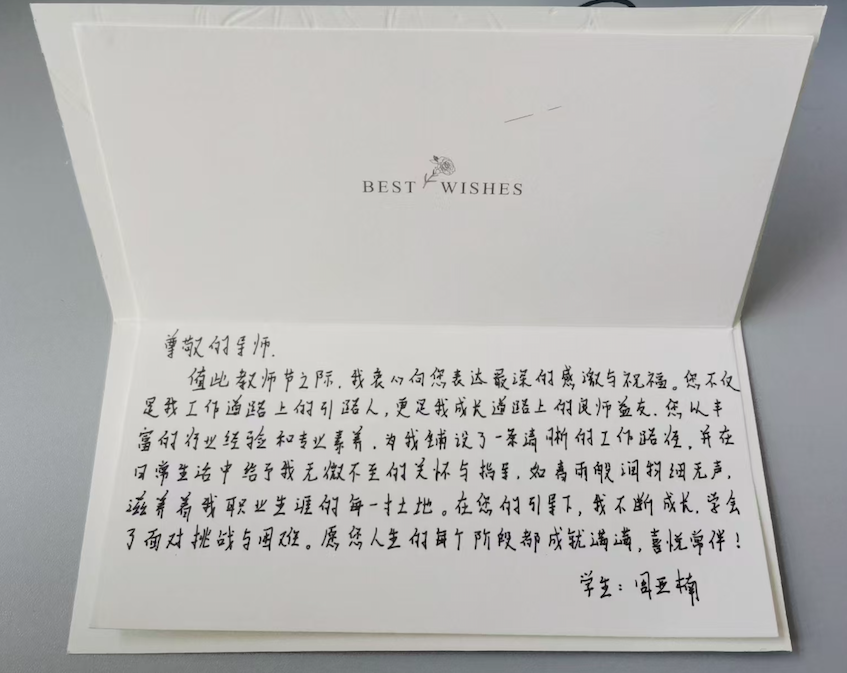 BEST WISHES
尊敬的导师,
值此教师节之际,我衷心向您表达最深的感激与祝福。您不仅
是我工作道路上的引路人,更是我成长道路上的良师益友,您从丰
富的行业经验和专业素养,为我铺设了一条清晰的工作路径,并在
日常生活中给予我无微不至的关怀与指导,如春雨般润物细无声,
滋养着我职业生涯的每一寸土地。在您的引导下,我不断成长,学会
了面对挑战与困难。愿您人生的每个阶段都成就满满,喜悦常伴!
学生:周亚楠